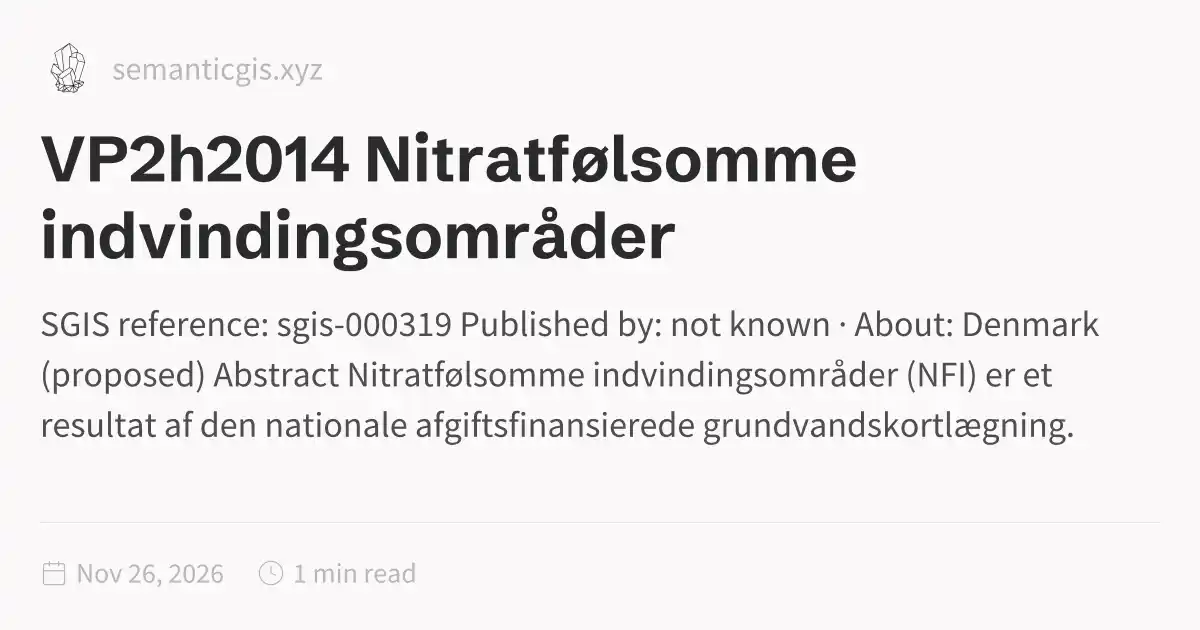 semanticgis.xyz
VP2h2014 Nitratfølsomme
indvindingsområder
SGIS reference: sgis-000319 Published by: not known · About: Denmark
(proposed) Abstract Nitratfølsomme indvindingsområder (NFI) er et
resultat af den nationale afgiftsfinansierede grundvandskortlægning.
Nov 26, 2026 1 min read